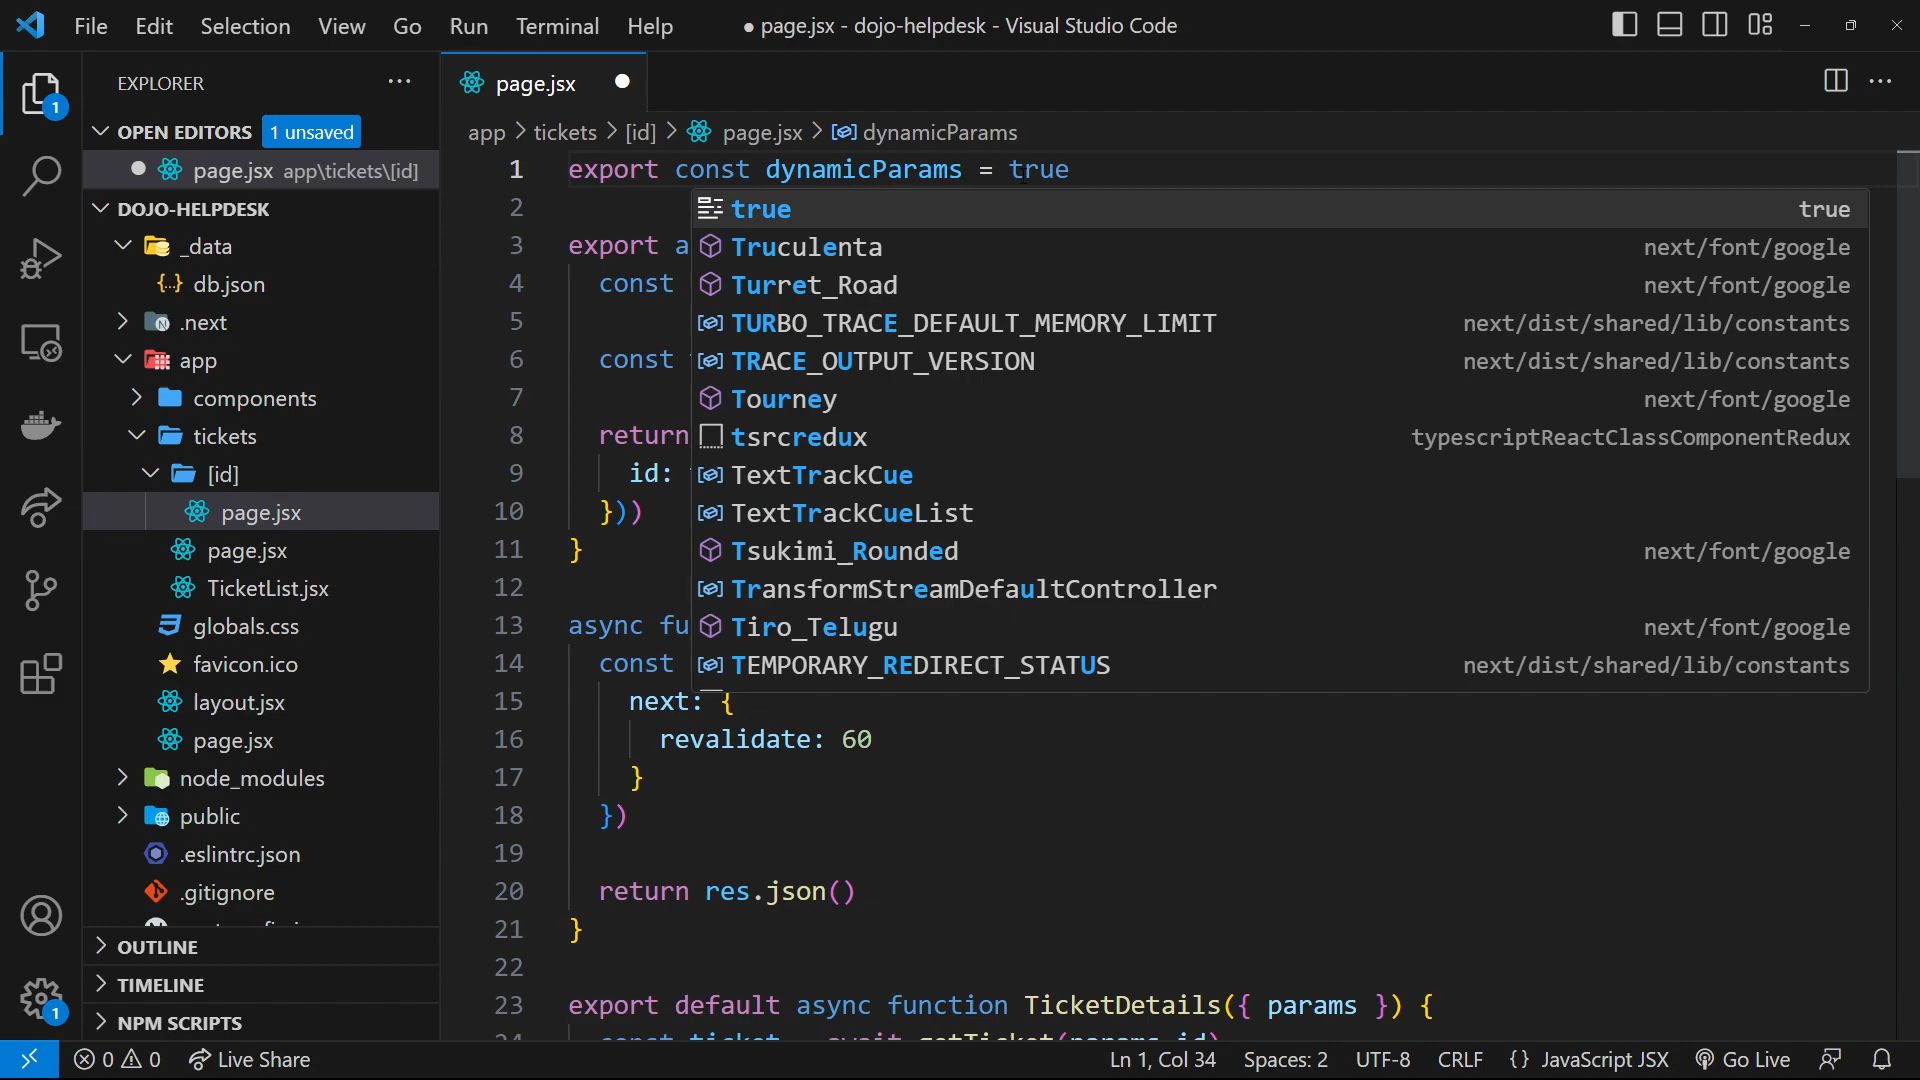 File Edit Selection View Go Run Terminal Help
● page.jsx - dojo-helpdesk - Visual Studio Code
EXPLORER
OPEN EDITORS 1 unsaved
page.jsx app\tickets\[id]
DOJO-HELPDESK
_data
db.json
.next
app
components
tickets
[id]
page.jsx
page.jsx
TicketList.jsx
globals.css
favicon.ico
layout.jsx
page.jsx
node_modules
public
.eslintrc.json
.gitignore
OUTLINE
TIMELINE
NPM SCRIPTS
1
1
page.jsx
app > tickets > [id] > page.jsx > dynamicParams
1 export const dynamicParams = true
2
3 export a
4 const
5
6 const
7
8 return
9 id:
10 }))
11 }
12
13 async fu
14 const
15 next: {
16 revalidate: 60
17 }
18 })
19
20 return res.json()
21 }
22
23 export default async function TicketDetails({ params }) {
24 const ticket = await getTicket(params.id)
true true
Truculenta next/font/google
Turret_Road next/font/google
TURBO_TRACE_DEFAULT_MEMORY_LIMIT next/dist/shared/lib/constants
TRACE_OUTPUT_VERSION next/dist/shared/lib/constants
Tourney next/font/google
tsrcredux typescriptReactClassComponentRedux
TextTrackCue
TextTrackCueList
Tsukimi_Rounded next/font/google
TransformStreamDefaultController
Tiro_Telugu next/font/google
TEMPORARY_REDIRECT_STATUS next/dist/shared/lib/constants
0 0 Live Share
Ln 1, Col 34 Spaces: 2 UTF-8 CRLF {} JavaScript JSX Go Live